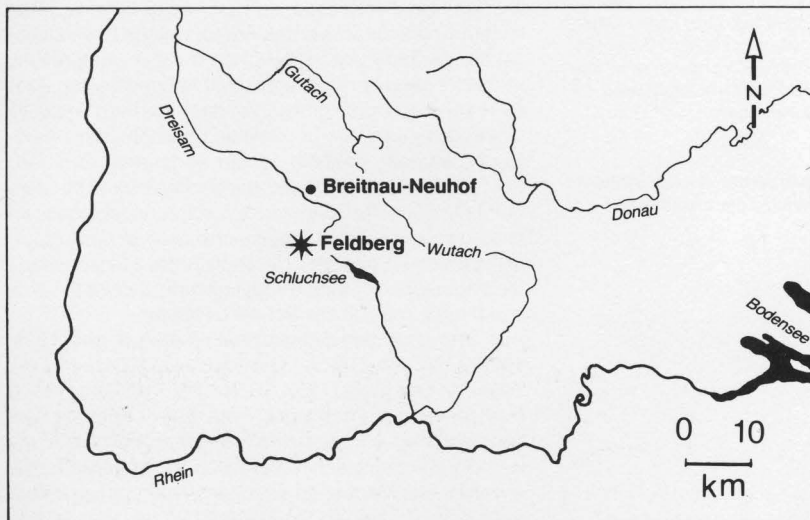 Gutach
Dreisam
N
Breitnau-Neuhof
Donau
Feldberg
Wutach
Schluchsee
Bodensee
0 10
km
Rhein